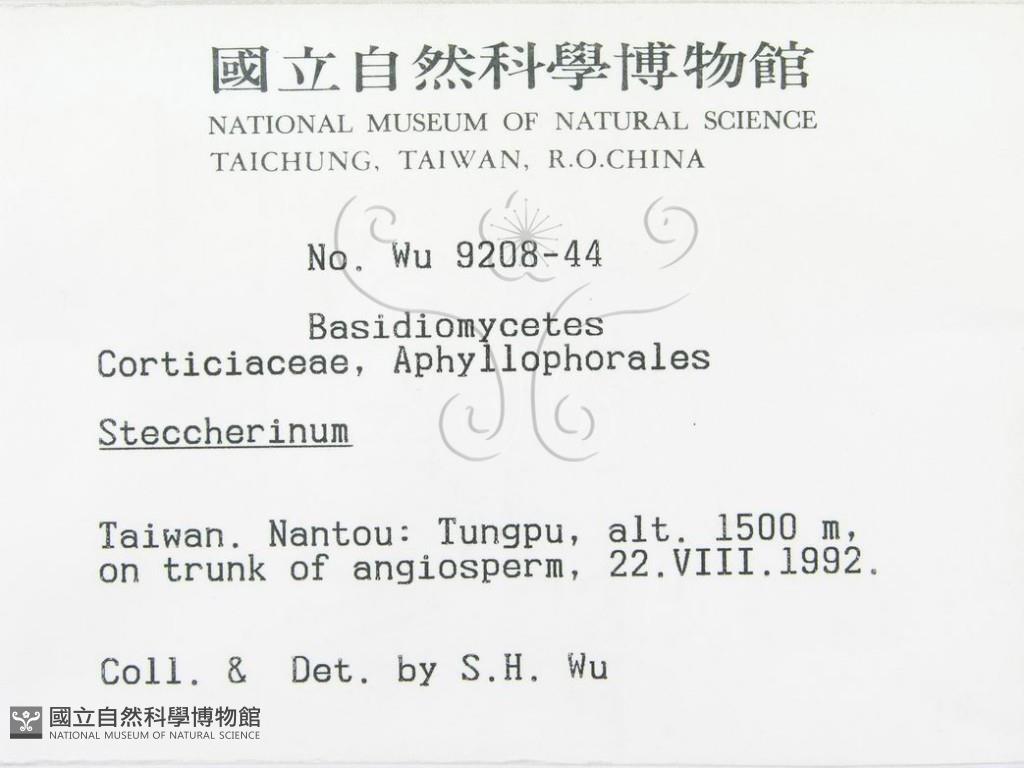 國立自然科學博物館
NATIONAL MUSEUM OF NATURAL SCIENCE
TAICHUNG, TAIWAN, R.O.CHINA
No. Wu 9208-44
Basidiomycetes
Corticiaceae, Aphyllophorales
Steccherinum
Taiwan. Nantou: Tungpu, alt. 1500 m,
on trunk of angiosperm, 22.VIII.1992.
Coll. & Det. by S.H. Wu
國立自然科學博物館
NATIONAL MUSEUM OF NATURAL SCIENCE